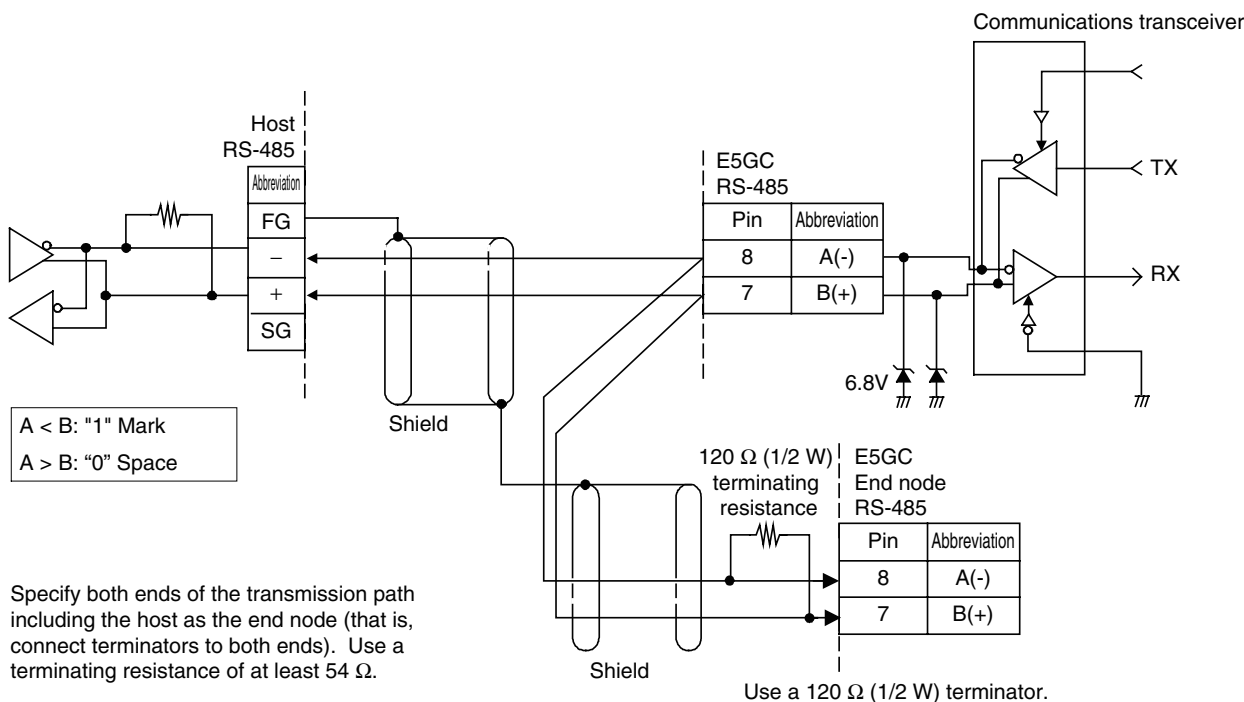 Communications transceiver
Host
RS-485
Abbreviation
FG
−
+
SG
E5GC
RS-485
Pin Abbreviation
8 A(-)
7 B(+)
TX
RX
6.8V
Shield
A < B: "1" Mark
A > B: “0” Space
120 Ω (1/2 W)
terminating
resistance
E5GC
End node
RS-485
Pin Abbreviation
8 A(-)
7 B(+)
Shield
Use a 120 Ω (1/2 W) terminator.
Specify both ends of the transmission path
including the host as the end node (that is,
connect terminators to both ends). Use a
terminating resistance of at least 54 Ω.